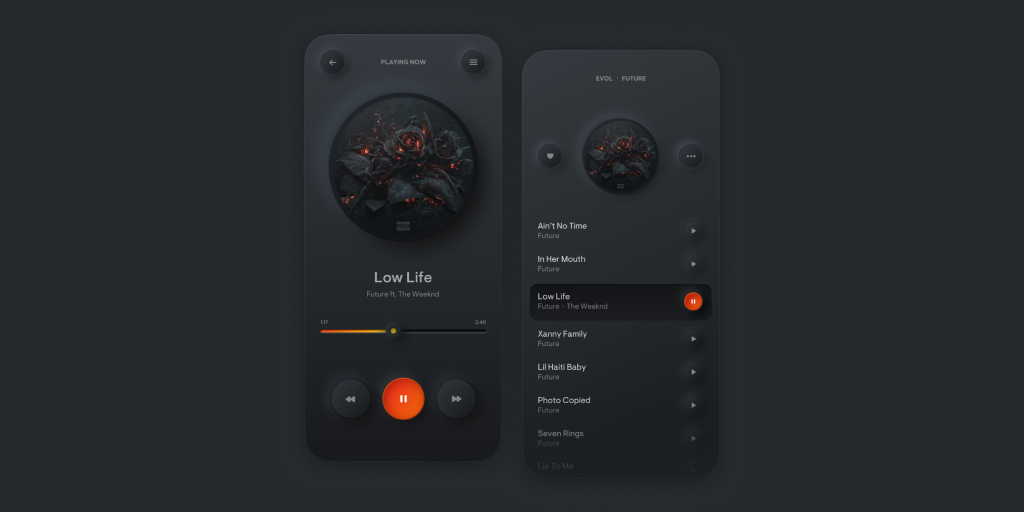 PLAYING NOW
Low Life
Future ft. The Weeknd
1:17
2:46
EVOL · FUTURE
Ain't No Time
Future
In Her Mouth
Future
Low Life
Future - The Weeknd
Xanny Family
Future
Lil Haiti Baby
Future
Photo Copied
Future
Seven Rings
Future
Lie To Me